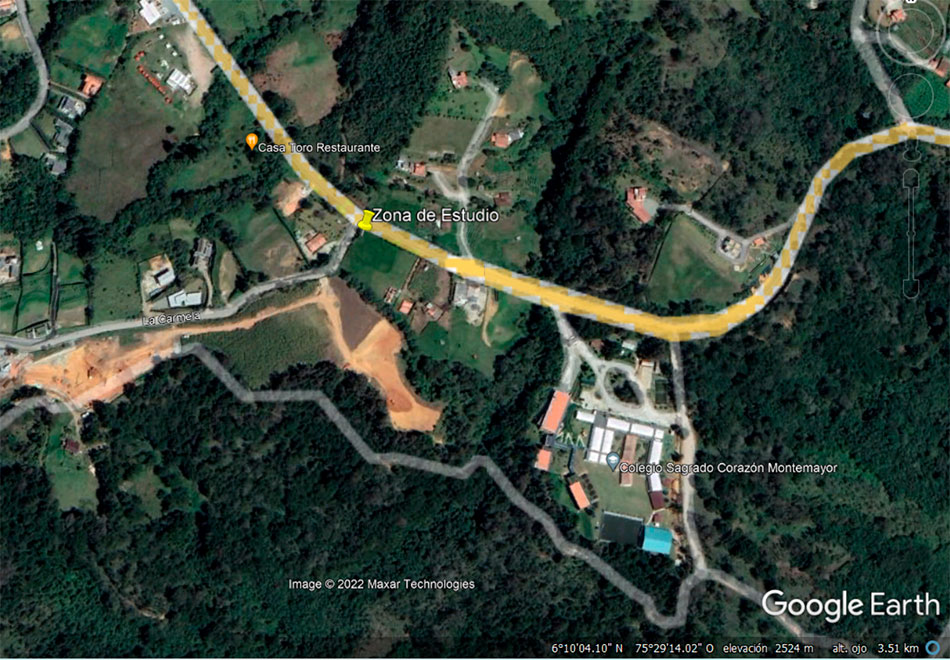 Casa Toro Restaurante
Zona de Estudio
La Carmela
Colegio Sagrado Corazón Montemayor
Image © 2022 Maxar Technologies
Google Earth
6°10'04.10" N 75°29'14.02" O elevación 2524 m alt. ojo 3.51 km